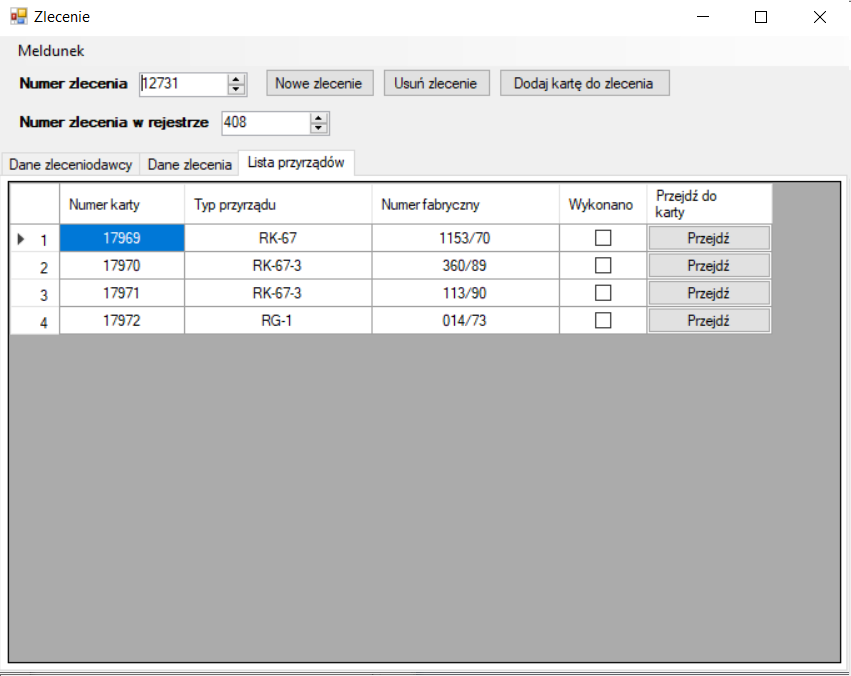 Zlecenie
Meldunek
Numer zlecenia 12731 Nowe zlecenie Usuń zlecenie Dodaj kartę do zlecenia
Numer zlecenia w rejestrze 408
Dane zleceniodawcy Dane zlecenia Lista przyrządów
Numer karty Typ przyrządu Numer fabryczny Wykonano Przejdź do karty
1 17969 RK-67 1153/70 Przejdź
2 17970 RK-67-3 360/89 Przejdź
3 17971 RK-67-3 113/90 Przejdź
4 17972 RG-1 014/73 Przejdź